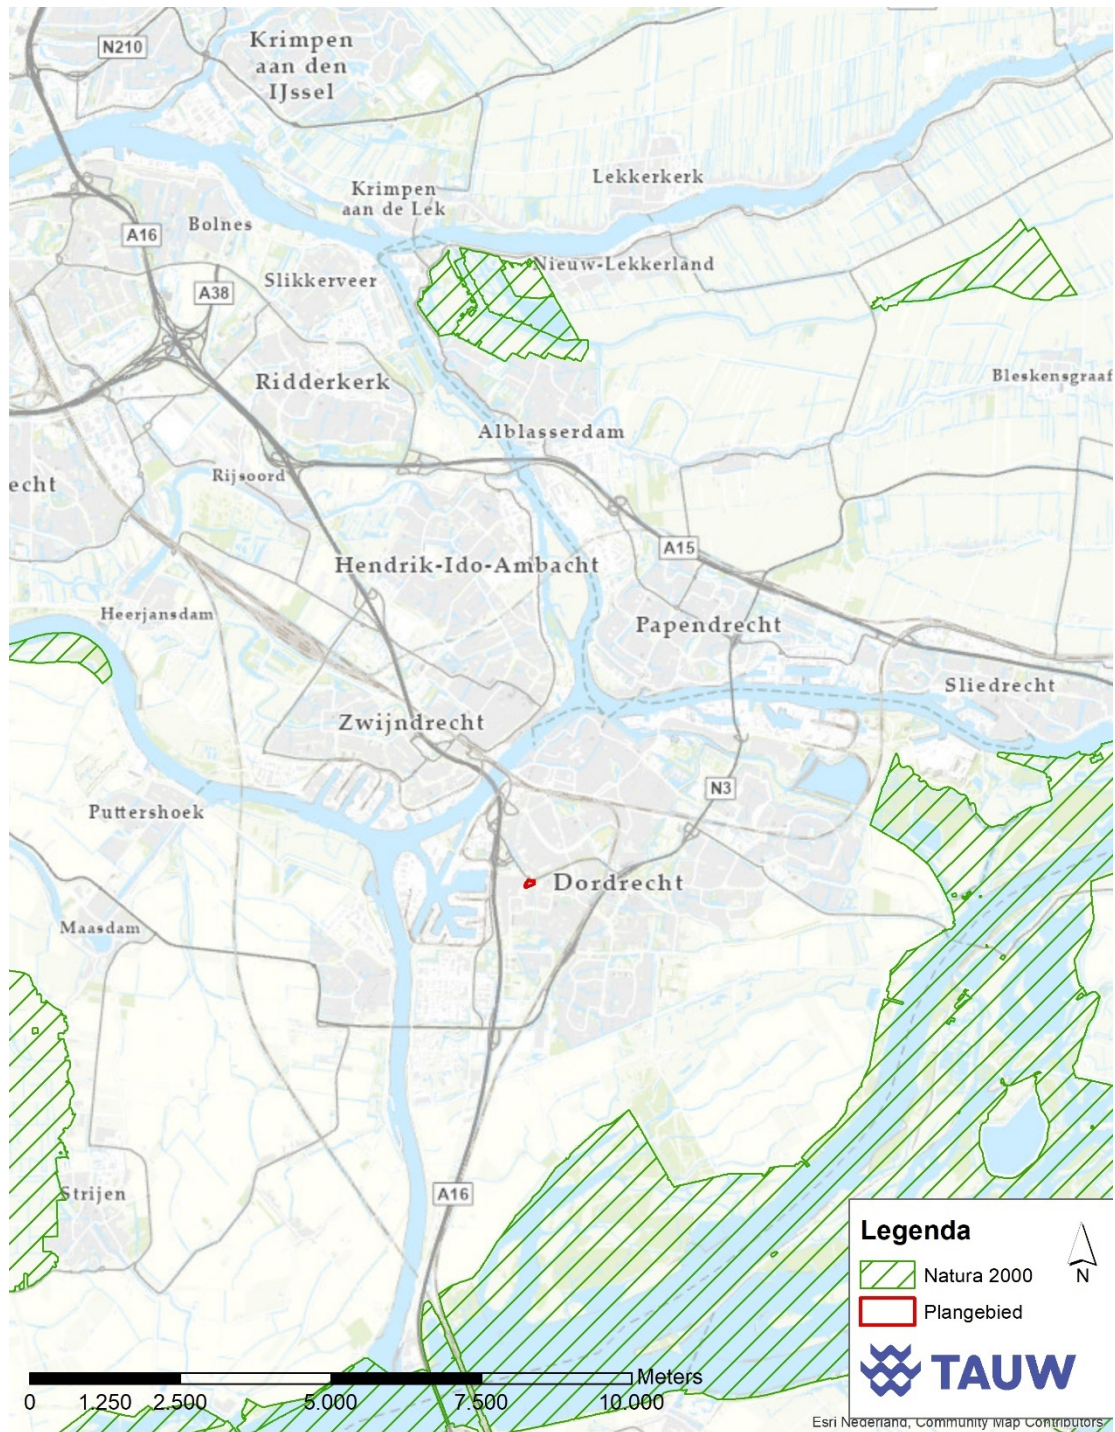 N210
Krimpen
aan den
IJssel
Lekkerkerk
Krimpen
aan de Lek
Bolnes
A16
Slikkerveer
Nieuw-Lekkerland
A38
Ridderkerk
Bleskensgraaf
Alblasserdam
Rijsoord
echt
A15
Hendrik-Ido-Ambacht
Heerjansdam
Papendrecht
Sliedrecht
Zwijndrecht
N3
Puttershoek
Dordrecht
Maasdam
Strijen
A16
Legenda
Natura 2000
Plangebied
N
TAUW
Meters
0 1.250 2.500 5.000 7.500 10.000
Esri Nederland, Community Map Contributors